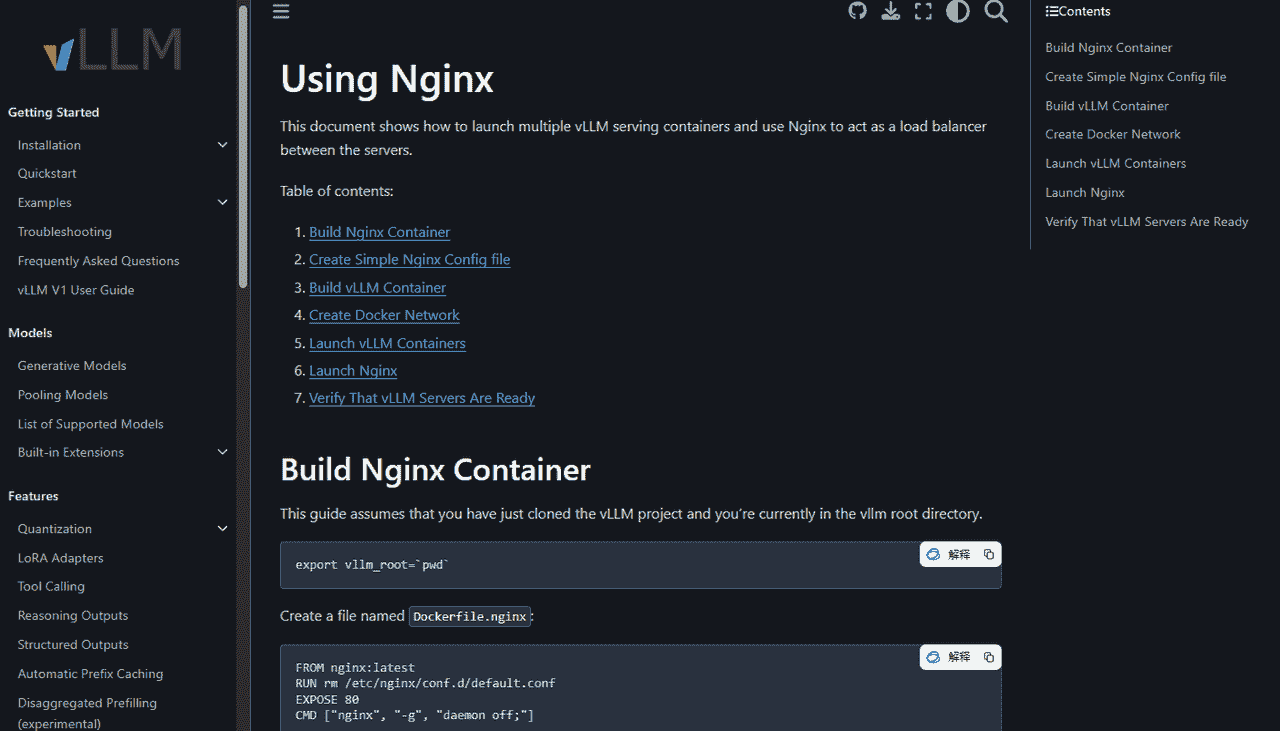 vLLM
Getting Started
Installation
Quickstart
Examples
Troubleshooting
Frequently Asked Questions
vLLM V1 User Guide
Models
Generative Models
Pooling Models
List of Supported Models
Built-in Extensions
Features
Quantization
LoRA Adapters
Tool Calling
Reasoning Outputs
Structured Outputs
Automatic Prefix Caching
Disaggregated Prefilling
(experimental)
Using Nginx
This document shows how to launch multiple vLLM serving containers and use Nginx to act as a load balancer
between the servers.
Table of contents:
1. Build Nginx Container
2. Create Simple Nginx Config file
3. Build vLLM Container
4. Create Docker Network
5. Launch vLLM Containers
6. Launch Nginx
7. Verify That vLLM Servers Are Ready
Build Nginx Container
This guide assumes that you have just cloned the vLLM project and you’re currently in the vllm root directory.
解释
export vllm_root=`pwd`
Create a file named Dockerfile.nginx:
解释
FROM nginx:latest
RUN rm /etc/nginx/conf.d/default.conf
EXPOSE 80
CMD ["nginx", "-g", "daemon off;"]
Contents
Build Nginx Container
Create Simple Nginx Config file
Build vLLM Container
Create Docker Network
Launch vLLM Containers
Launch Nginx
Verify That vLLM Servers Are Ready